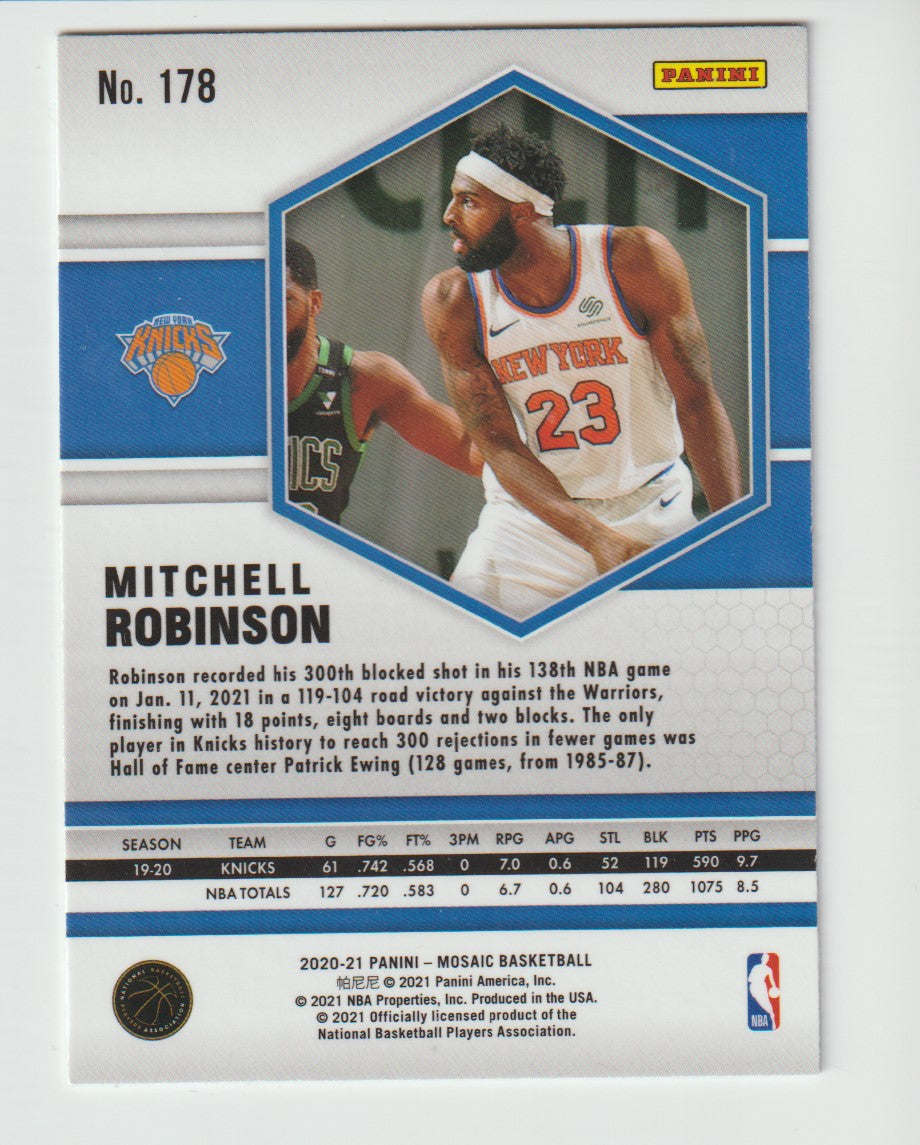 No. 178
PANINI
NEW YORK
KNICKS
SQUARESPACE
NEW YORK
23
ICS
MITCHELL
ROBINSON
Robinson recorded his 300th blocked shot in his 138th NBA game
on Jan. 11, 2021 in a 119-104 road victory against the Warriors,
finishing with 18 points, eight boards and two blocks. The only
player in Knicks history to reach 300 rejections in fewer games was
Hall of Fame center Patrick Ewing (128 games, from 1985-87).
SEASON TEAM G FG% FT% 3PM RPG APG STL BLK PTS PPG
19-20 KNICKS 61 .742 .568 0 7.0 0.6 52 119 590 9.7
NBA TOTALS 127 .720 .583 0 6.7 0.6 104 280 1075 8.5
2020-21 PANINI – MOSAIC BASKETBALL
帕尼尼 © 2021 Panini America, Inc.
© 2021 NBA Properties, Inc. Produced in the USA.
© 2021 Officially licensed product of the
National Basketball Players Association.
NATIONAL BASKETBALL
PLAYERS ASSOCIATION
NBA